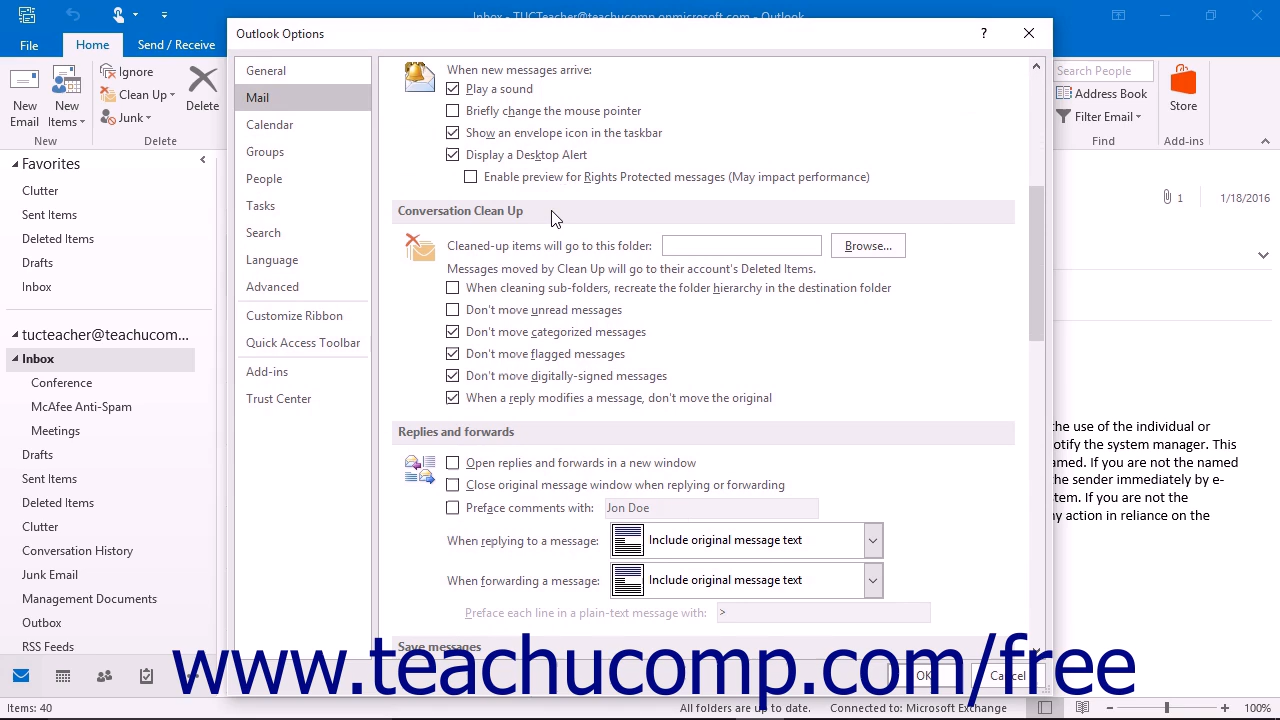 Inbox - TUCTeacher@teachucomp.onmicrosoft.com - Outlook
File
Home
Send / Receive
New
Email
New
Items
New
Ignore
Clean Up
Junk
Delete
Delete
Search People
Address Book
Filter Email
Find
Store
Add-ins
Favorites
Clutter
Sent Items
Deleted Items
Drafts
Inbox
tucteacher@teachucom...
Inbox
Conference
McAfee Anti-Spam
Meetings
Drafts
Sent Items
Deleted Items
Clutter
Conversation History
Junk Email
Management Documents
Outbox
RSS Feeds
Outlook Options
?
General
Mail
Calendar
Groups
People
Tasks
Search
Language
Advanced
Customize Ribbon
Quick Access Toolbar
Add-ins
Trust Center
When new messages arrive:
Play a sound
Briefly change the mouse pointer
Show an envelope icon in the taskbar
Display a Desktop Alert
Enable preview for Rights Protected messages (May impact performance)
Conversation Clean Up
Cleaned-up items will go to this folder:
Browse...
Messages moved by Clean Up will go to their account's Deleted Items.
When cleaning sub-folders, recreate the folder hierarchy in the destination folder
Don't move unread messages
Don't move categorized messages
Don't move flagged messages
Don't move digitally-signed messages
When a reply modifies a message, don't move the original
Replies and forwards
Open replies and forwards in a new window
Close original message window when replying or forwarding
Preface comments with: Jon Doe
When replying to a message: Include original message text
When forwarding a message: Include original message text
Preface each line in a plain-text message with: >
Save messages
OK
Cancel
1
1/18/2016
the use of the individual or
otify the system manager. This
amed. If you are not the named
the sender immediately by e-
tem. If you are not the
ny action in reliance on the
www.teachucomp.com/free
Items: 40
All folders are up to date.
Connected to: Microsoft Exchange
100%